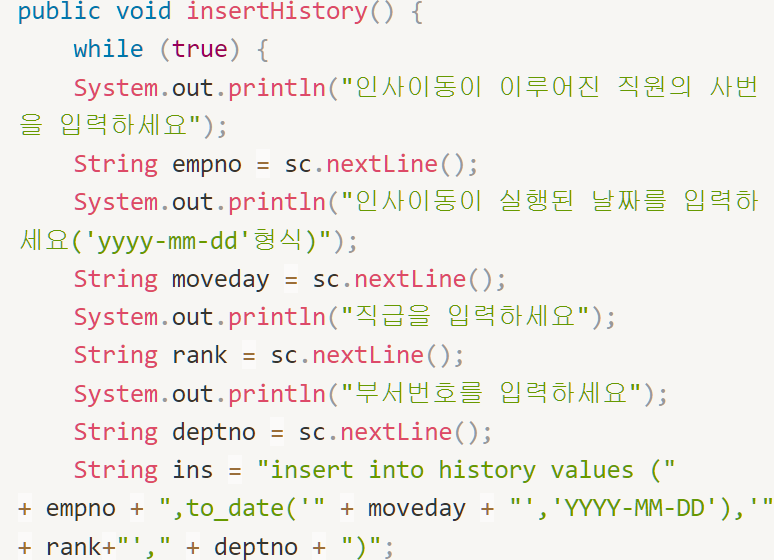 public void insertHistory() {
while (true) {
System.out.println("인사이동이 이루어진 직원의 사번
을 입력하세요");
String empno = sc.nextLine();
System.out.println("인사이동이 실행된 날짜를 입력하
세요('yyyy-mm-dd'형식)");
String moveday = sc.nextLine();
System.out.println("직급을 입력하세요");
String rank = sc.nextLine();
System.out.println("부서번호를 입력하세요");
String deptno = sc.nextLine();
String ins = "insert into history values ("
+ empno + ",to_date('" + moveday + "','YYYY-MM-DD'),'"
+ rank+"'," + deptno + ")";